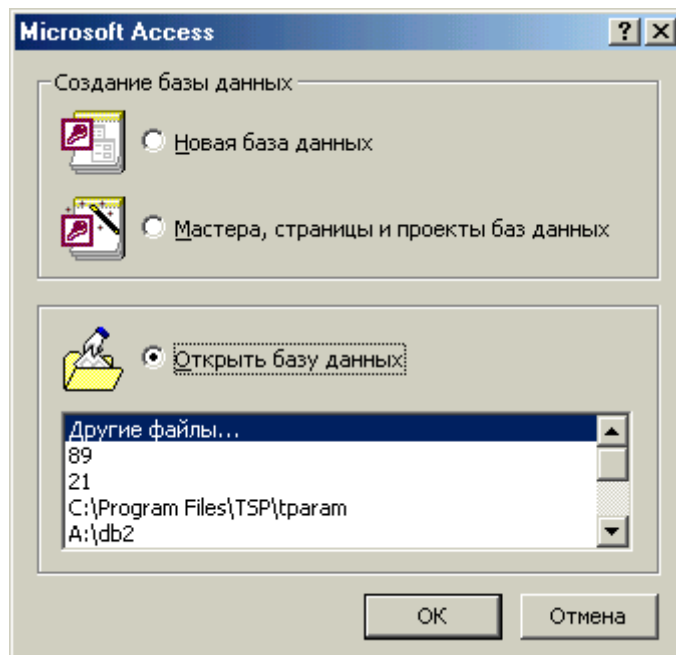 Microsoft Access
Создание базы данных
Новая база данных
Мастера, страницы и проекты баз данных
Открыть базу данных
Другие файлы...
89
21
C:\Program Files\TSP\tparam
A:\db2
ОК
Отмена